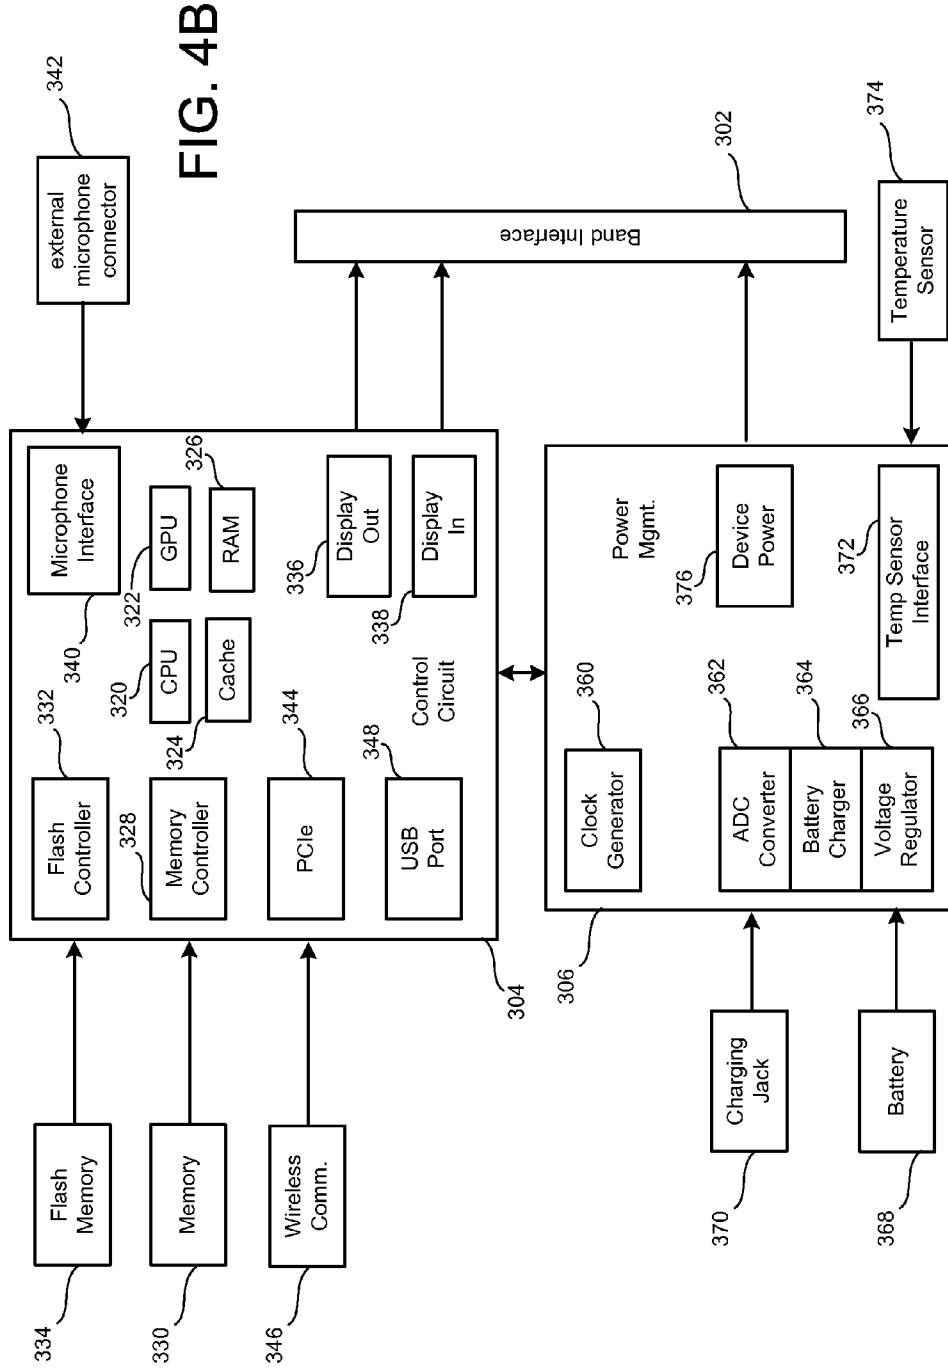 342
external
microphone
connector
FIG. 4B
332
Flash
Controller
340
Microphone
Interface
334
Flash
Memory
328
Memory
Controller
320
CPU
322
GPU
330
Memory
324
Cache
326
RAM
344
PCIe
346
Wireless
Comm.
336
Display
Out
348
USB
Port
338
Display
In
Control
Circuit
304
302
Band Interface
306
360
Clock
Generator
Power
Mgmt.
370
Charging
Jack
362
ADC
Converter
376
Device
Power
364
Battery
Charger
368
Battery
366
Voltage
Regulator
372
Temp Sensor
Interface
374
Temperature
Sensor